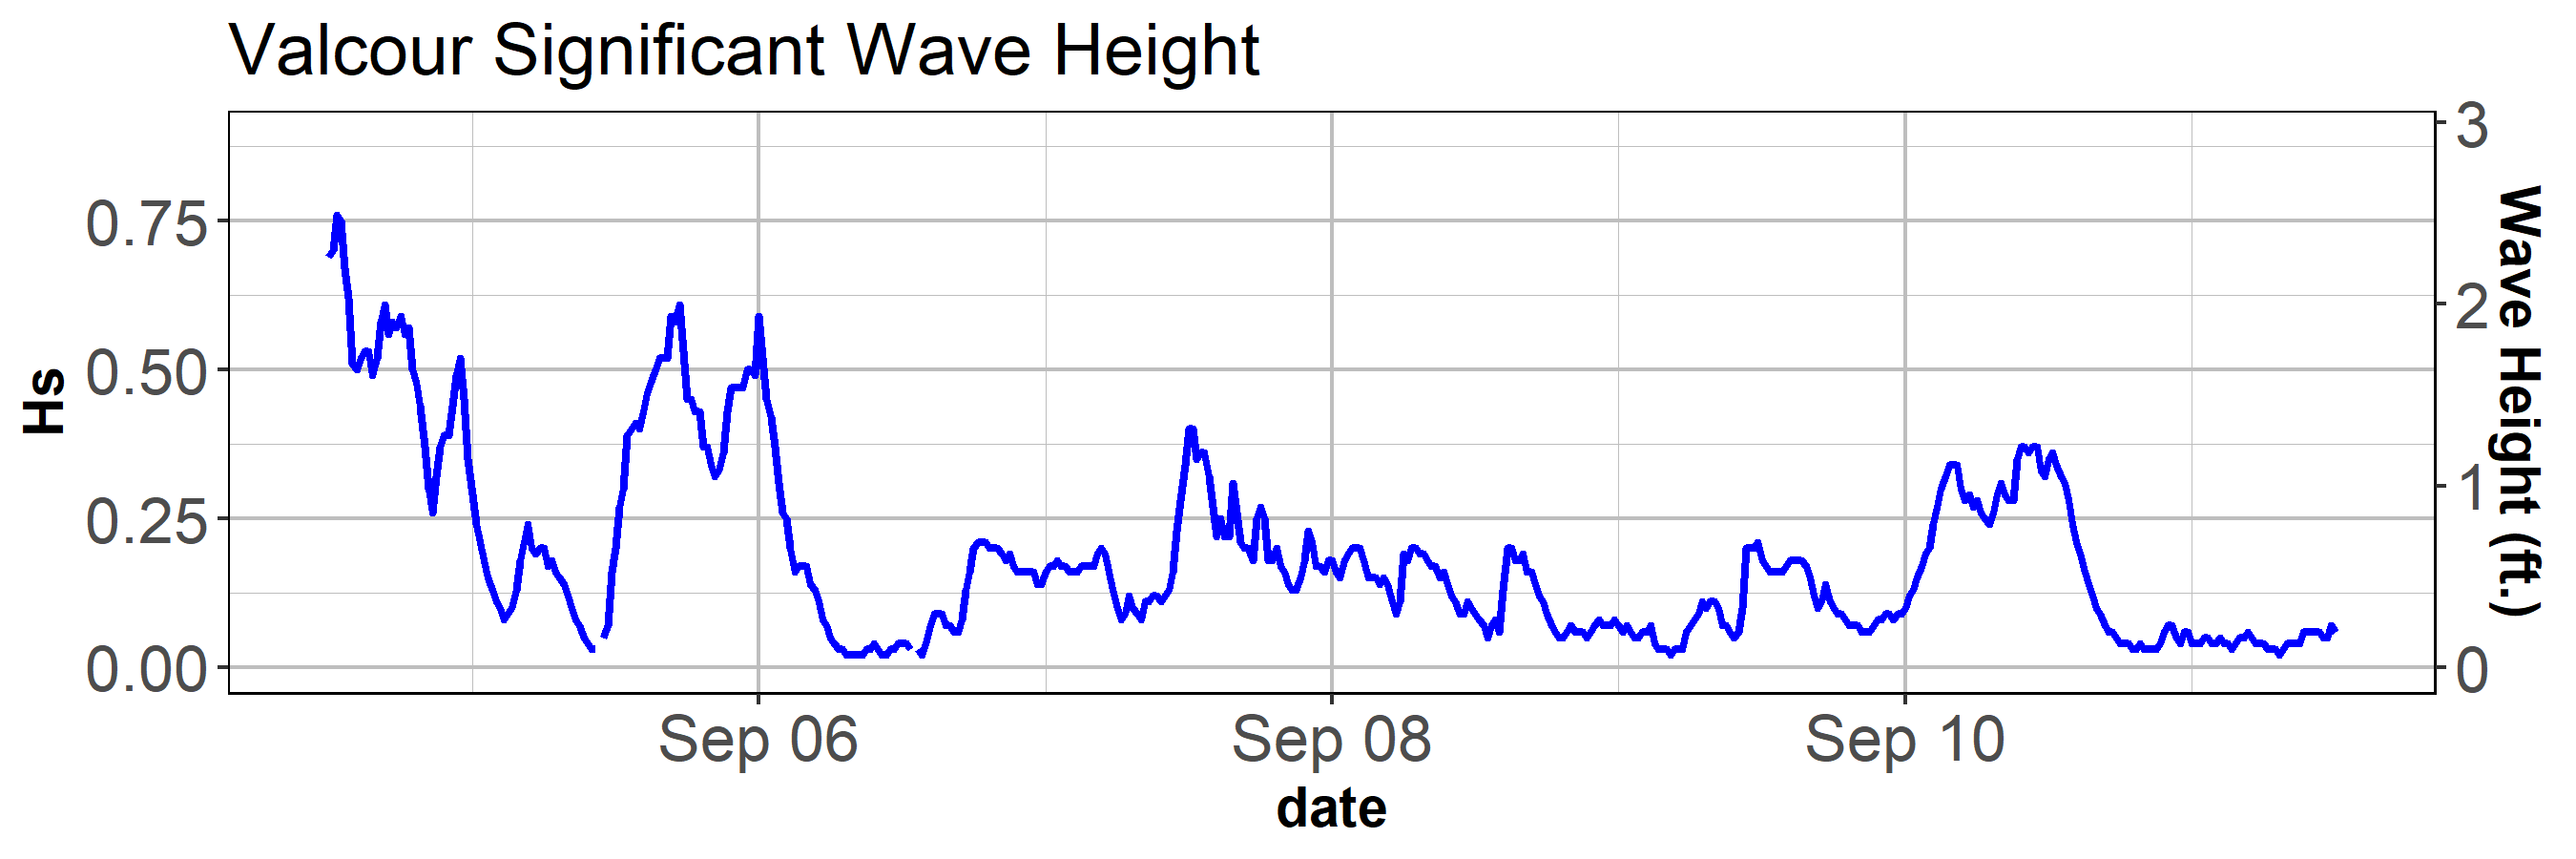 Valcour Significant Wave Height
Hs
0.75
0.50
0.25
0.00
3
2
1
0
Wave Height (ft.)
Sep 06
Sep 08
Sep 10
date